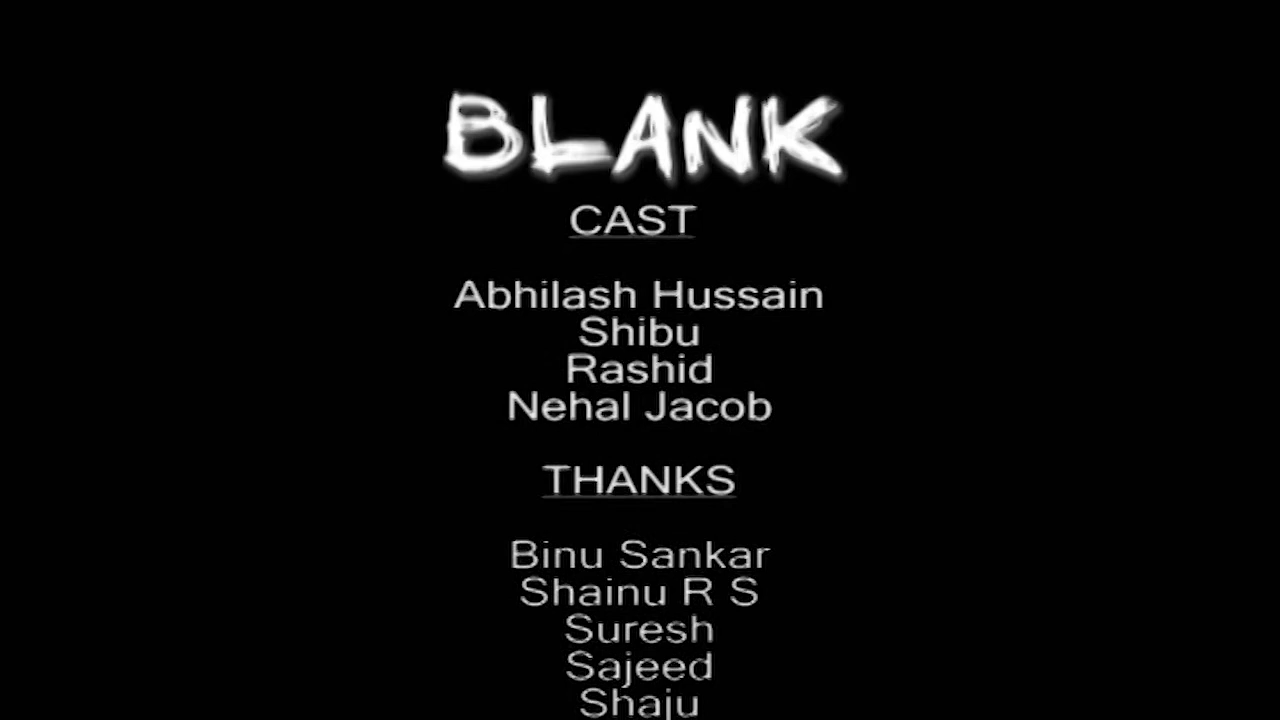 BLANK
CAST
Abhilash Hussain
Shibu
Rashid
Nehal Jacob
THANKS
Binu Sankar
Shainu R S
Suresh
Sajeed
Shaju